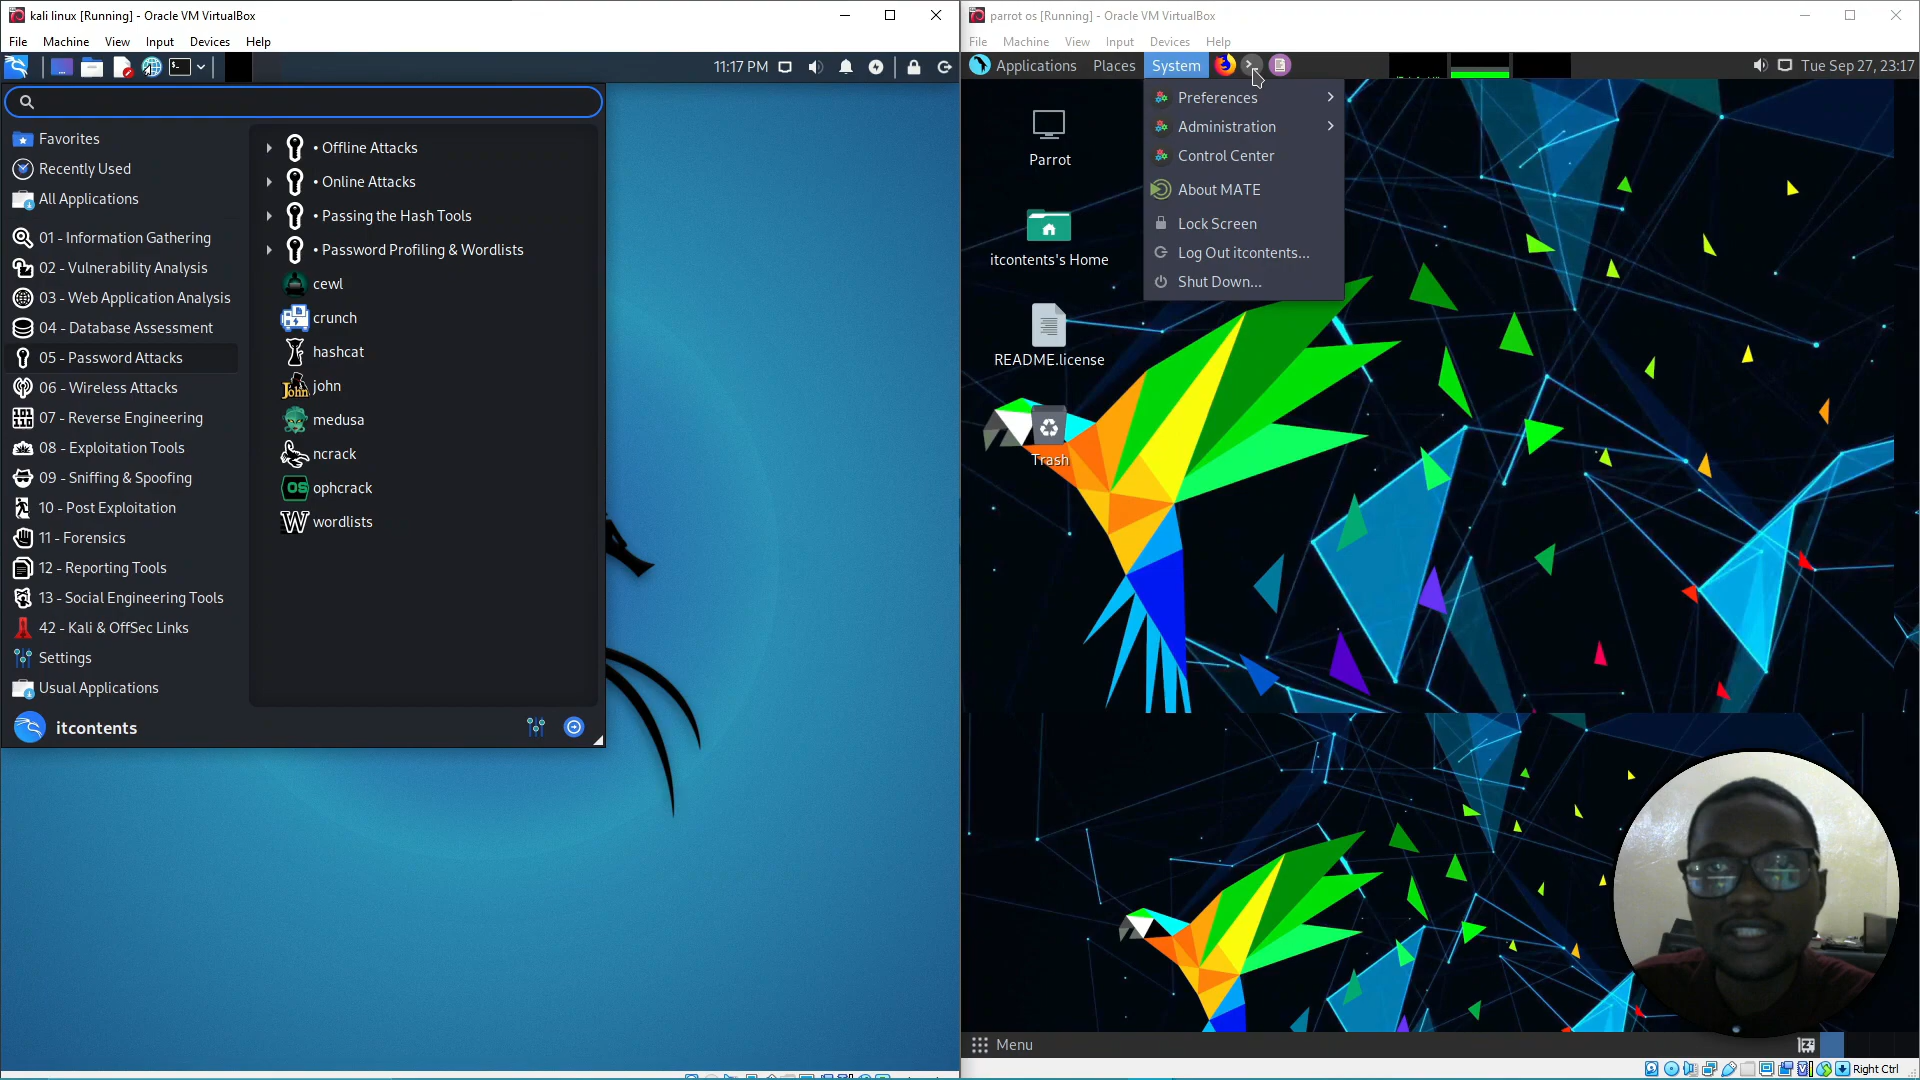 kali linux [Running] - Oracle VM VirtualBox
File Machine View Input Devices Help
11:17 PM
Favorites
Recently Used
All Applications
01 - Information Gathering
02 - Vulnerability Analysis
03 - Web Application Analysis
04 - Database Assessment
05 - Password Attacks
06 - Wireless Attacks
07 - Reverse Engineering
08 - Exploitation Tools
09 - Sniffing & Spoofing
10 - Post Exploitation
11 - Forensics
12 - Reporting Tools
13 - Social Engineering Tools
42 - Kali & OffSec Links
Settings
Usual Applications
itcontents
• Offline Attacks
• Online Attacks
• Passing the Hash Tools
• Password Profiling & Wordlists
cewl
crunch
hashcat
john
medusa
ncrack
ophcrack
wordlists
parrot os [Running] - Oracle VM VirtualBox
File Machine View Input Devices Help
Applications Places System
Tue Sep 27, 23:17
Preferences
Administration
Control Center
About MATE
Lock Screen
Log Out itcontents...
Shut Down...
Parrot
itcontents's Home
README.license
Trash
Menu
Right Ctrl